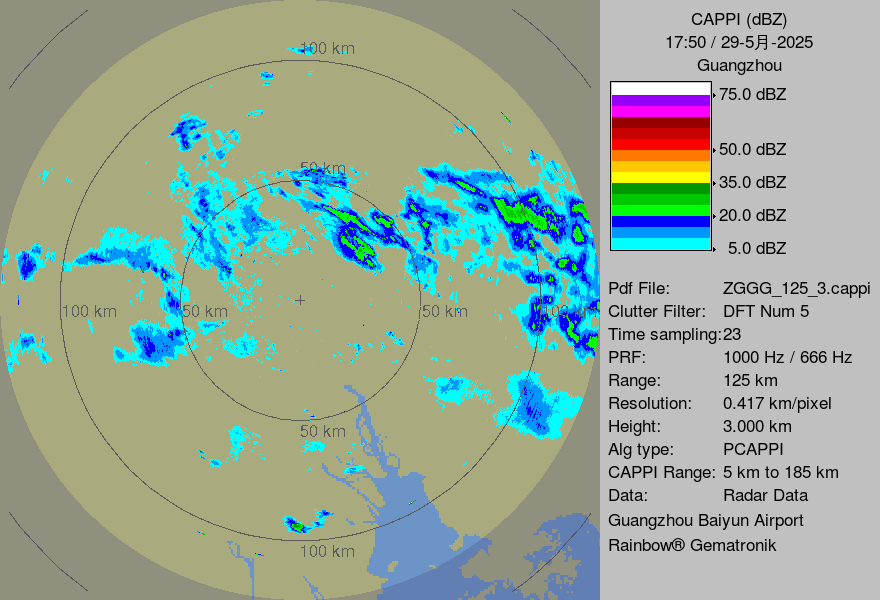 CAPPI (dBZ)
17:50 / 29-5月-2025
Guangzhou
75.0 dBZ
50.0 dBZ
35.0 dBZ
20.0 dBZ
5.0 dBZ
Pdf File: ZGGG_125_3.cappi
Clutter Filter: DFT Num 5
Time sampling:23
PRF: 1000 Hz / 666 Hz
Range: 125 km
Resolution: 0.417 km/pixel
Height: 3.000 km
Alg type: PCAPPI
CAPPI Range: 5 km to 185 km
Data: Radar Data
Guangzhou Baiyun Airport
Rainbow® Gematronik
100 km
50 km
100 km
50 km
50 km
100 km
50 km
100 km